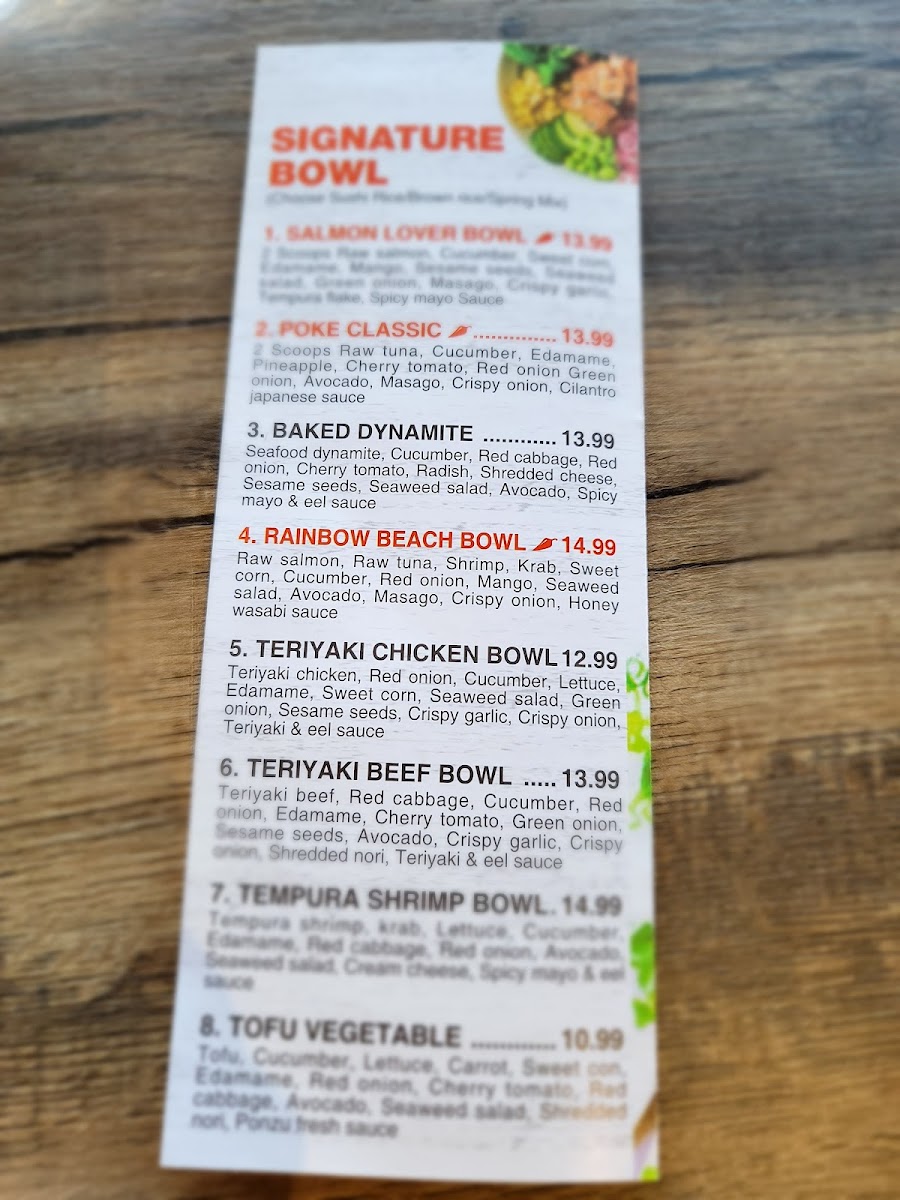 SIGNATURE
BOWL
(Choose Sushi Rice/Brown rice/Spring Mix)
1. SALMON LOVER BOWL 13.99
2 Scoops Raw salmon, Cucumber, Sweet corn,
Edamame, Mango, Sesame seeds, Seaweed
salad, Green onion, Masago, Crispy garlic,
Tempura flake, Spicy mayo Sauce
2. POKE CLASSIC .............. 13.99
2 Scoops Raw tuna, Cucumber, Edamame,
Pineapple, Cherry tomato, Red onion Green
onion, Avocado, Masago, Crispy onion, Cilantro
japanese sauce
3. BAKED DYNAMITE ............ 13.99
Seafood dynamite, Cucumber, Red cabbage, Red
onion, Cherry tomato, Radish, Shredded cheese,
Sesame seeds, Seaweed salad, Avocado, Spicy
mayo & eel sauce
4. RAINBOW BEACH BOWL 14.99
Raw salmon, Raw tuna, Shrimp, Krab, Sweet
corn, Cucumber, Red onion, Mango, Seaweed
salad, Avocado, Masago, Crispy onion, Honey
wasabi sauce
5. TERIYAKI CHICKEN BOWL 12.99
Teriyaki chicken, Red onion, Cucumber, Lettuce,
Edamame, Sweet corn, Seaweed salad, Green
onion, Sesame seeds, Crispy garlic, Crispy onion,
Teriyaki & eel sauce
6. TERIYAKI BEEF BOWL ..... 13.99
Teriyaki beef, Red cabbage, Cucumber, Red
onion, Edamame, Cherry tomato, Green onion,
Sesame seeds, Avocado, Crispy garlic, Crispy
onion, Shredded nori, Teriyaki & eel sauce
7. TEMPURA SHRIMP BOWL. 14.99
Tempura shrimp, krab, Lettuce, Cucumber,
Edamame, Red cabbage, Red onion, Avocado,
Seaweed salad, Cream cheese, Spicy mayo & eel
sauce
8. TOFU VEGETABLE ............ 10.99
Tofu, Cucumber, Lettuce, Carrot, Sweet con,
Edamame, Red onion, Cherry tomato, Red
cabbage, Avocado, Seaweed salad, Shredded
nori, Ponzu fresh sauce